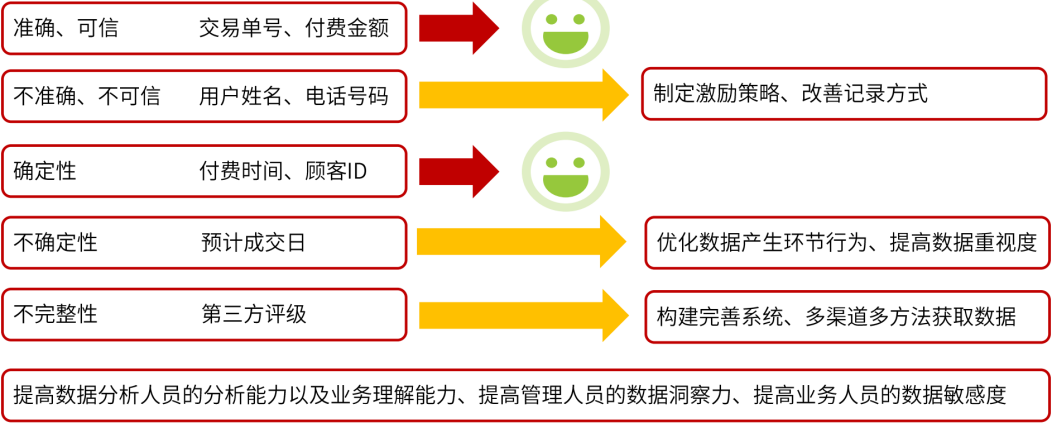 准确、可信 交易单号、付费金额
不准确、不可信 用户姓名、电话号码
制定激励策略、改善记录方式
确定性 付费时间、顾客ID
不确定性 预计成交日
优化数据产生环节行为、提高数据重视度
不完整性 第三方评级
构建完善系统、多渠道多方法获取数据
提高数据分析人员的分析能力以及业务理解能力、提高管理人员的数据洞察力、提高业务人员的数据敏感度